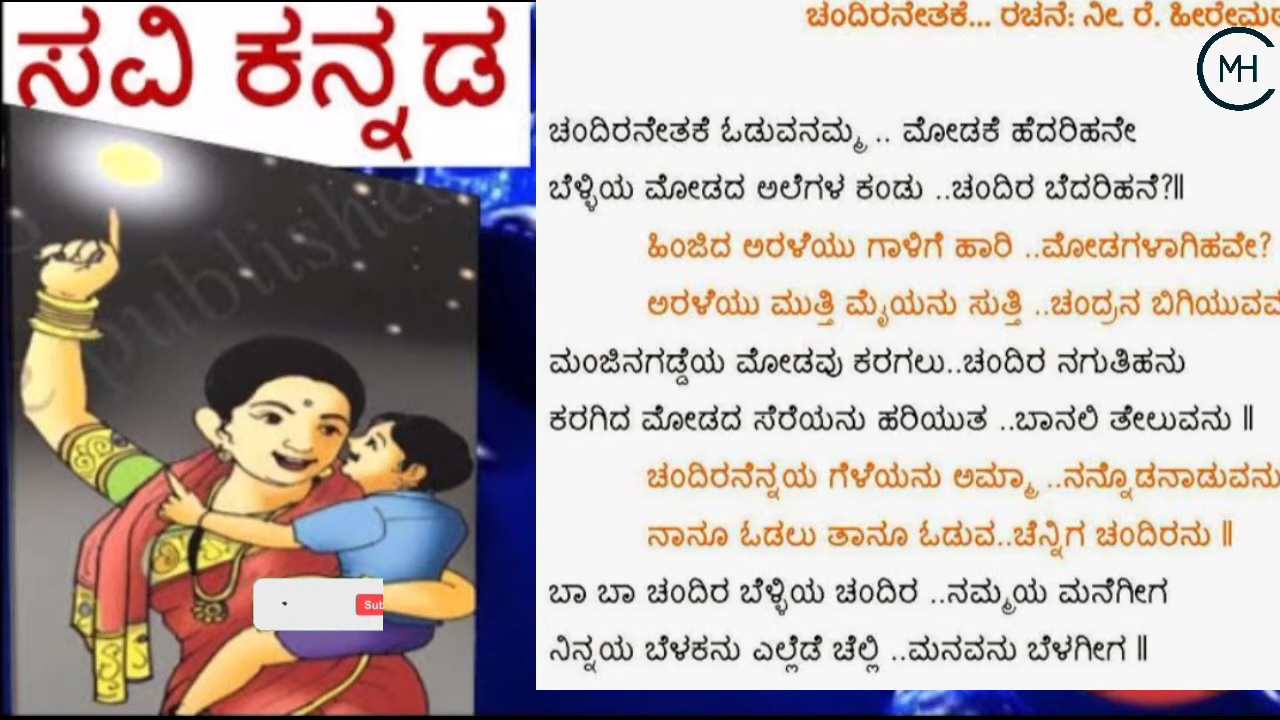 ಸವಿ ಕನ್ನಡ
ಚಂದಿರನೇತಕೆ... ರಚನೆ: ನೀ. ರೆ.
MH
ಚಂದಿರನೇತಕೆ ಓಡುವನಮ್ಮ .. ಮೋಡಕೆ ಹೆದರಿಹನೇ
ಬೆಳ್ಳಿಯ ಮೋಡದ ಅಲೆಗಳ ಕಂಡು ..ಚಂದಿರ ಬೆದರಿಹನೆ?॥
ಹಿಂಜಿದ ಅರಳೆಯು ಗಾಳಿಗೆ ಹಾರಿ ..ಮೋಡಗಳಾಗಿಹವೇ?
ಅರಳೆಯು ಮುತ್ತಿ ಮೈಯನು ಸುತ್ತಿ ..ಚಂದ್ರನ
ಮಂಜಿನಗಡ್ಡೆಯ ಮೋಡವು ಕರಗಲು..ಚಂದಿರ ನಗುತಿಹನು
ಕರಗಿದ ಮೋಡದ ಸೆರೆಯನು ಹರಿಯುತ ..ಬಾನಲಿ ತೇಲುವನು ॥
ಚಂದಿರನೆನ್ನಯ ಗೆಳೆಯನು ಅಮ್ಮಾ ..ನನ್ನೊಡನಾಡುವನು
ನಾನೂ ಓಡಲು ತಾನೂ ಓಡುವ..ಚೆನ್ನಿಗ ಚಂದಿರನು ॥
ಬಾ ಬಾ ಚಂದಿರ ಬೆಳ್ಳಿಯ ಚಂದಿರ ..ನಮ್ಮಯ ಮನೆಗೀಗ
ನಿನ್ನಯ ಬೆಳಕನು ಎಲ್ಲೆಡೆ ಚೆಲ್ಲಿ ..ಮನವನು ಬೆಳಗೀಗ ॥
Sub